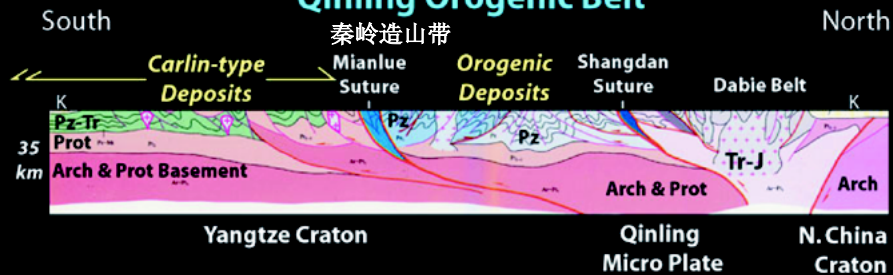 Qinling Orogenic Belt
South
North
秦岭造山带
Carlin-type
Deposits
Mianlue
Suture
Orogenic
Deposits
Shangdan
Suture
Dabie Belt
K
K
Pz-Tr
Pz
Pz
Prot
35
km
Tr-J
Arch & Prot Basement
Arch & Prot
Arch
Yangtze Craton
Qinling
Micro Plate
N. China
Craton